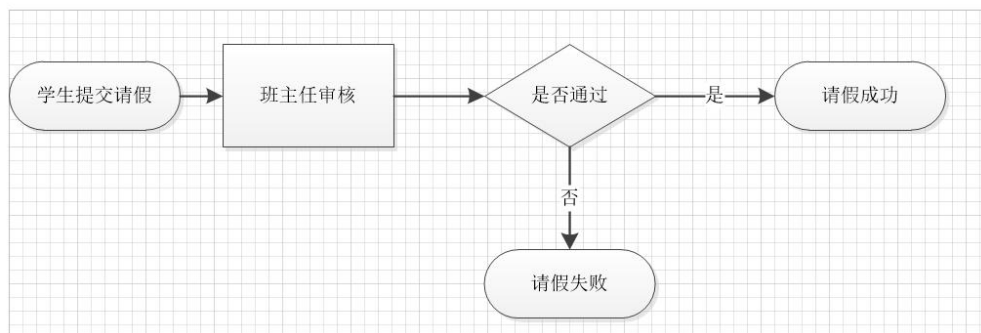 学生提交请假
班主任审核
是否通过
是
请假成功
否
请假失败